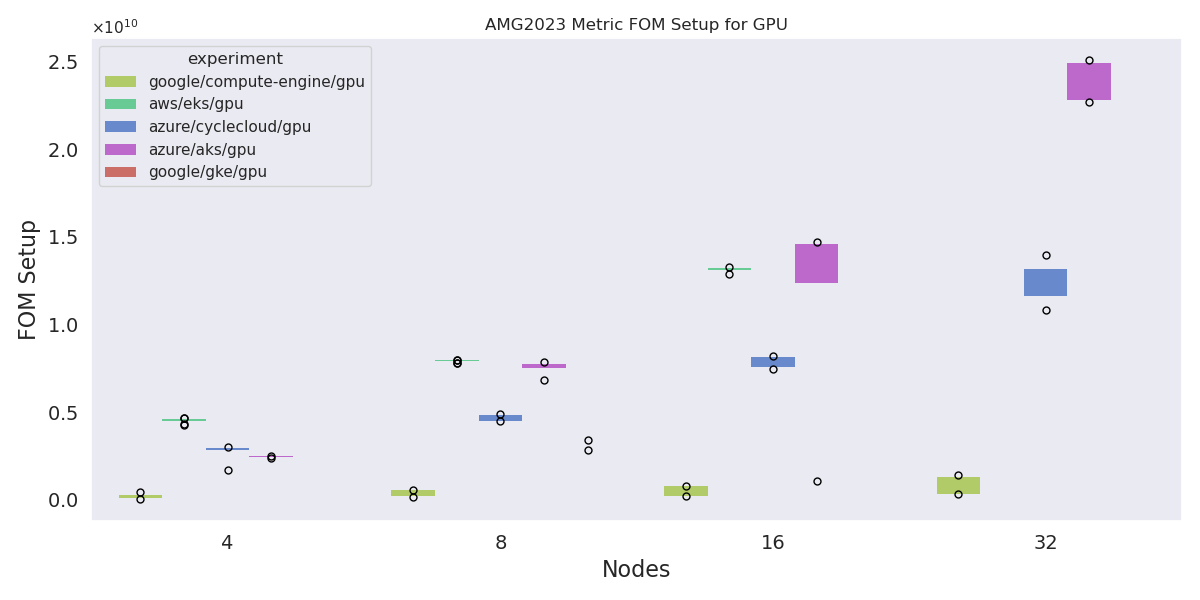 AMG2023 Metric FOM Setup for GPU
×10¹⁰
experiment
google/compute-engine/gpu
aws/eks/gpu
azure/cyclecloud/gpu
azure/aks/gpu
google/gke/gpu
FOM Setup
2.5
2.0
1.5
1.0
0.5
0.0
4 8 16 32
Nodes